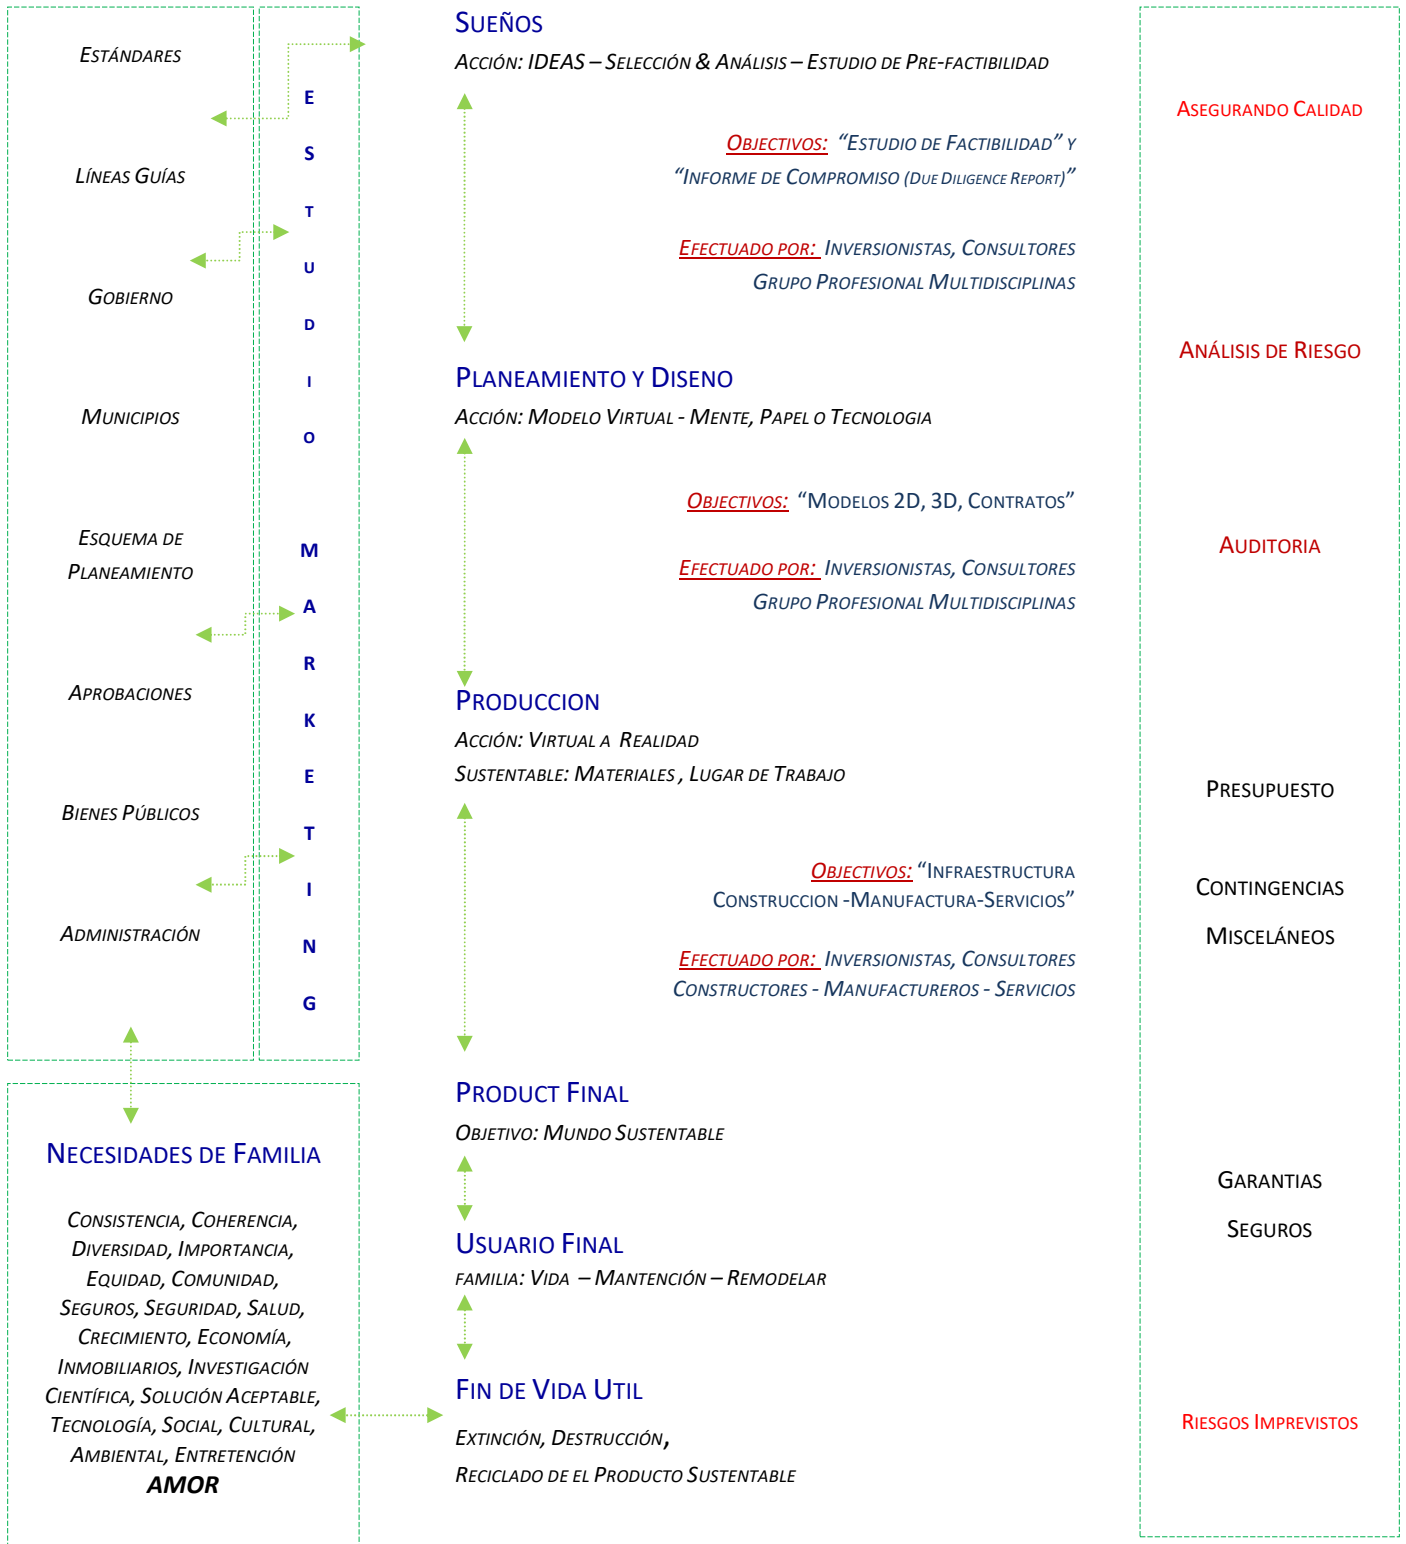 Estándares
Líneas Guías
Gobierno
Municipios
Esquema de
Planeamiento
Aprobaciones
Bienes Públicos
Administración
E
S
T
U
D
I
O
M
A
R
K
E
T
I
N
G
Sueños
Acción: IDEAS – Selección & Análisis – Estudio de Pre-factibilidad
Objectivos: “Estudio de Factibilidad” y
“Informe de Compromiso (Due Diligence Report)”
Efectuado por: Inversionistas, Consultores
Grupo Profesional Multidisciplinas
Planeamiento y Diseno
Acción: Modelo Virtual - Mente, Papel o Tecnologia
Objectivos: “Modelos 2D, 3D, Contratos”
Efectuado por: Inversionistas, Consultores
Grupo Profesional Multidisciplinas
Produccion
Acción: Virtual a Realidad
Sustentable: Materiales , Lugar de Trabajo
Objectivos: “Infraestructura
Construccion -Manufactura-Servicios”
Efectuado por: Inversionistas, Consultores
Constructores - Manufactureros - Servicios
Product Final
Objetivo: Mundo Sustentable
Usuario Final
familia: Vida – Mantención – Remodelar
Fin de Vida Util
Extinción, Destrucción,
Reciclado de el Producto Sustentable
Necesidades de Familia
Consistencia, Coherencia,
Diversidad, Importancia,
Equidad, Comunidad,
Seguros, Seguridad, Salud,
Crecimiento, Economía,
Inmobiliarios, Investigación
Científica, Solución Aceptable,
Tecnología, Social, Cultural,
Ambiental, Entretención
AMOR
Asegurando Calidad
Análisis de Riesgo
Auditoria
Presupuesto
Contingencias
Misceláneos
Garantias
Seguros
Riesgos Imprevistos